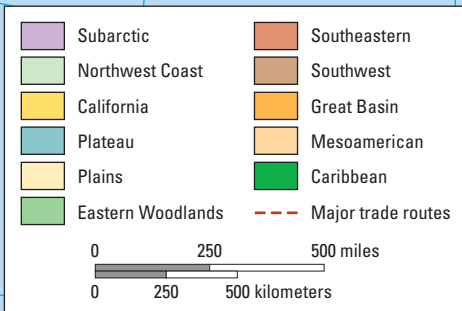 Subarctic
Northwest Coast
California
Plateau
Plains
Eastern Woodlands
Southeastern
Southwest
Great Basin
Mesoamerican
Caribbean
Major trade routes
0 250 500 miles
0 250 500 kilometers